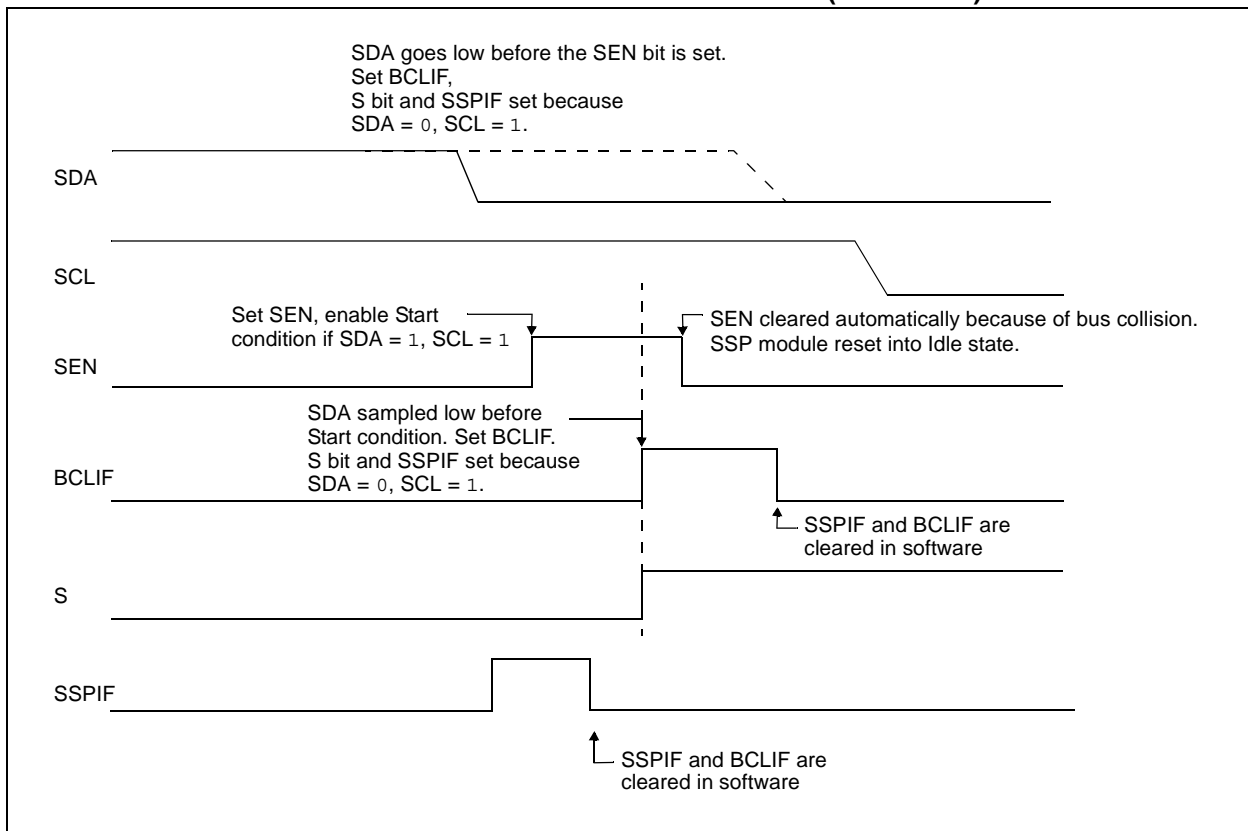 SDA goes low before the SEN bit is set.
Set BCLIF,
S bit and SSPIF set because
SDA = 0, SCL = 1.
SDA
SCL
Set SEN, enable Start
condition if SDA = 1, SCL = 1
SEN cleared automatically because of bus collision.
SSP module reset into Idle state.
SEN
SDA sampled low before
Start condition. Set BCLIF.
S bit and SSPIF set because
SDA = 0, SCL = 1.
BCLIF
SSPIF and BCLIF are
cleared in software
S
SSPIF
SSPIF and BCLIF are
cleared in software